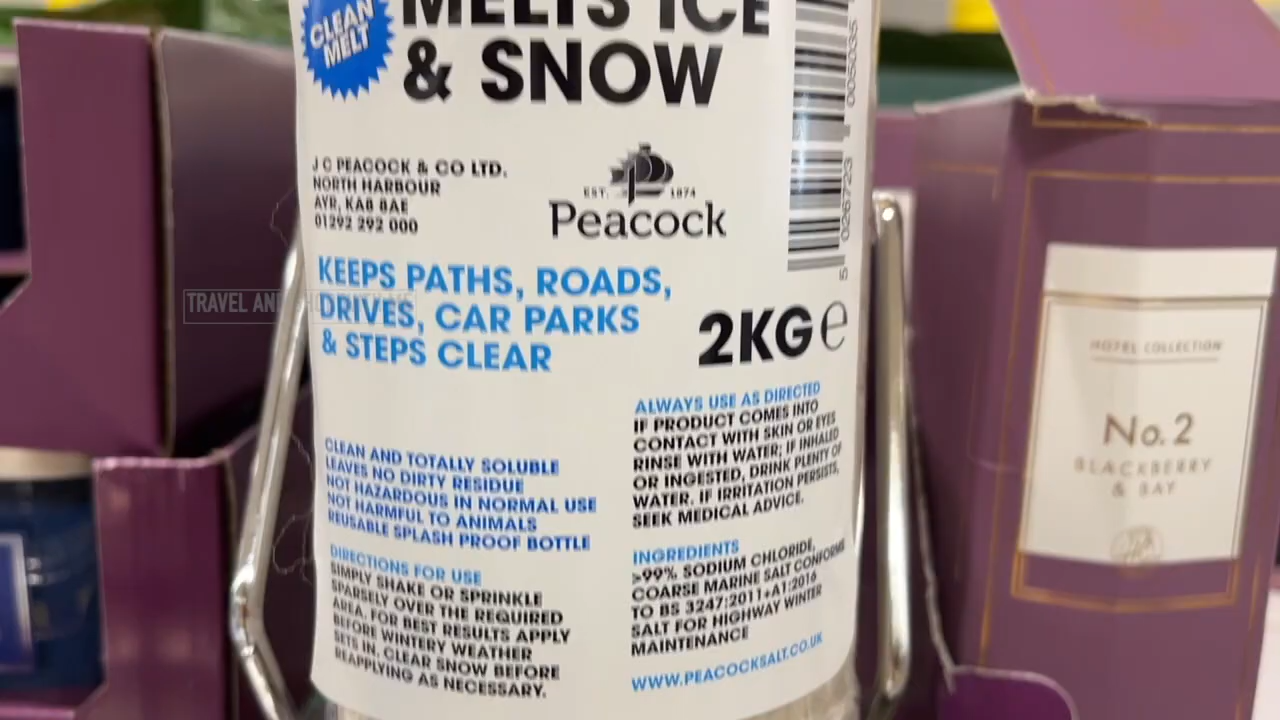 CLEAN
MELT
MELTS ICE
& SNOW
J C PEACOCK & CO LTD.
NORTH HARBOUR
AYR, KA8 8AE
01292 292 000
EST. 1874
Peacock
KEEPS PATHS, ROADS,
DRIVES, CAR PARKS
& STEPS CLEAR
2KG e
CLEAN AND TOTALLY SOLUBLE
LEAVES NO DIRTY RESIDUE
NOT HAZARDOUS IN NORMAL USE
NOT HARMFUL TO ANIMALS
REUSABLE SPLASH PROOF BOTTLE
DIRECTIONS FOR USE
SIMPLY SHAKE OR SPRINKLE
SPARSELY OVER THE REQUIRED
AREA, FOR BEST RESULTS APPLY
BEFORE WINTERY WEATHER
SETS IN, CLEAR SNOW BEFORE
REAPPLYING AS NECESSARY.
ALWAYS USE AS DIRECTED
IF PRODUCT COMES INTO
CONTACT WITH SKIN OR EYES
RINSE WITH WATER; IF INHALED
OR INGESTED, DRINK PLENTY OF
WATER. IF IRRITATION PERSISTS,
SEEK MEDICAL ADVICE.
INGREDIENTS
>99% SODIUM CHLORIDE,
COARSE MARINE SALT CONFORMS
TO BS 3247:2011+A1:2016
SALT FOR HIGHWAY WINTER
MAINTENANCE
WWW.PEACOCKSALT.CO.UK
5 026723 005035
TRAVEL AND
HOTEL COLLECTION
No.2
BLACKBERRY
& BAY